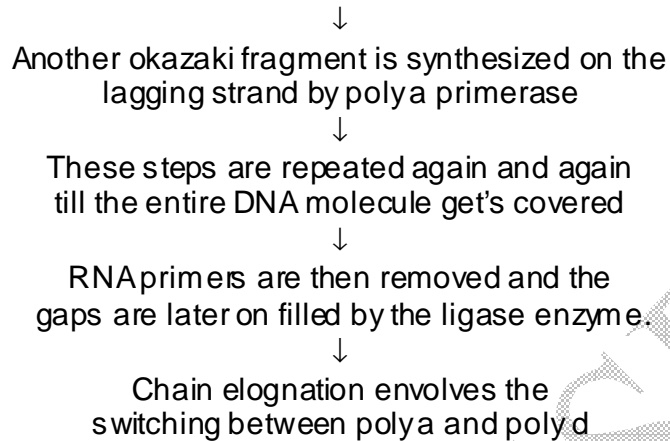 ↓
Another okazaki fragment is synthesized on the
lagging strand by poly a primerase
↓
These steps are repeated again and again
till the entire DNA molecule get's covered
↓
RNA primers are then removed and the
gaps are later on filled by the ligase enzyme.
↓
Chain elognation envolves the
switching between poly a and poly d